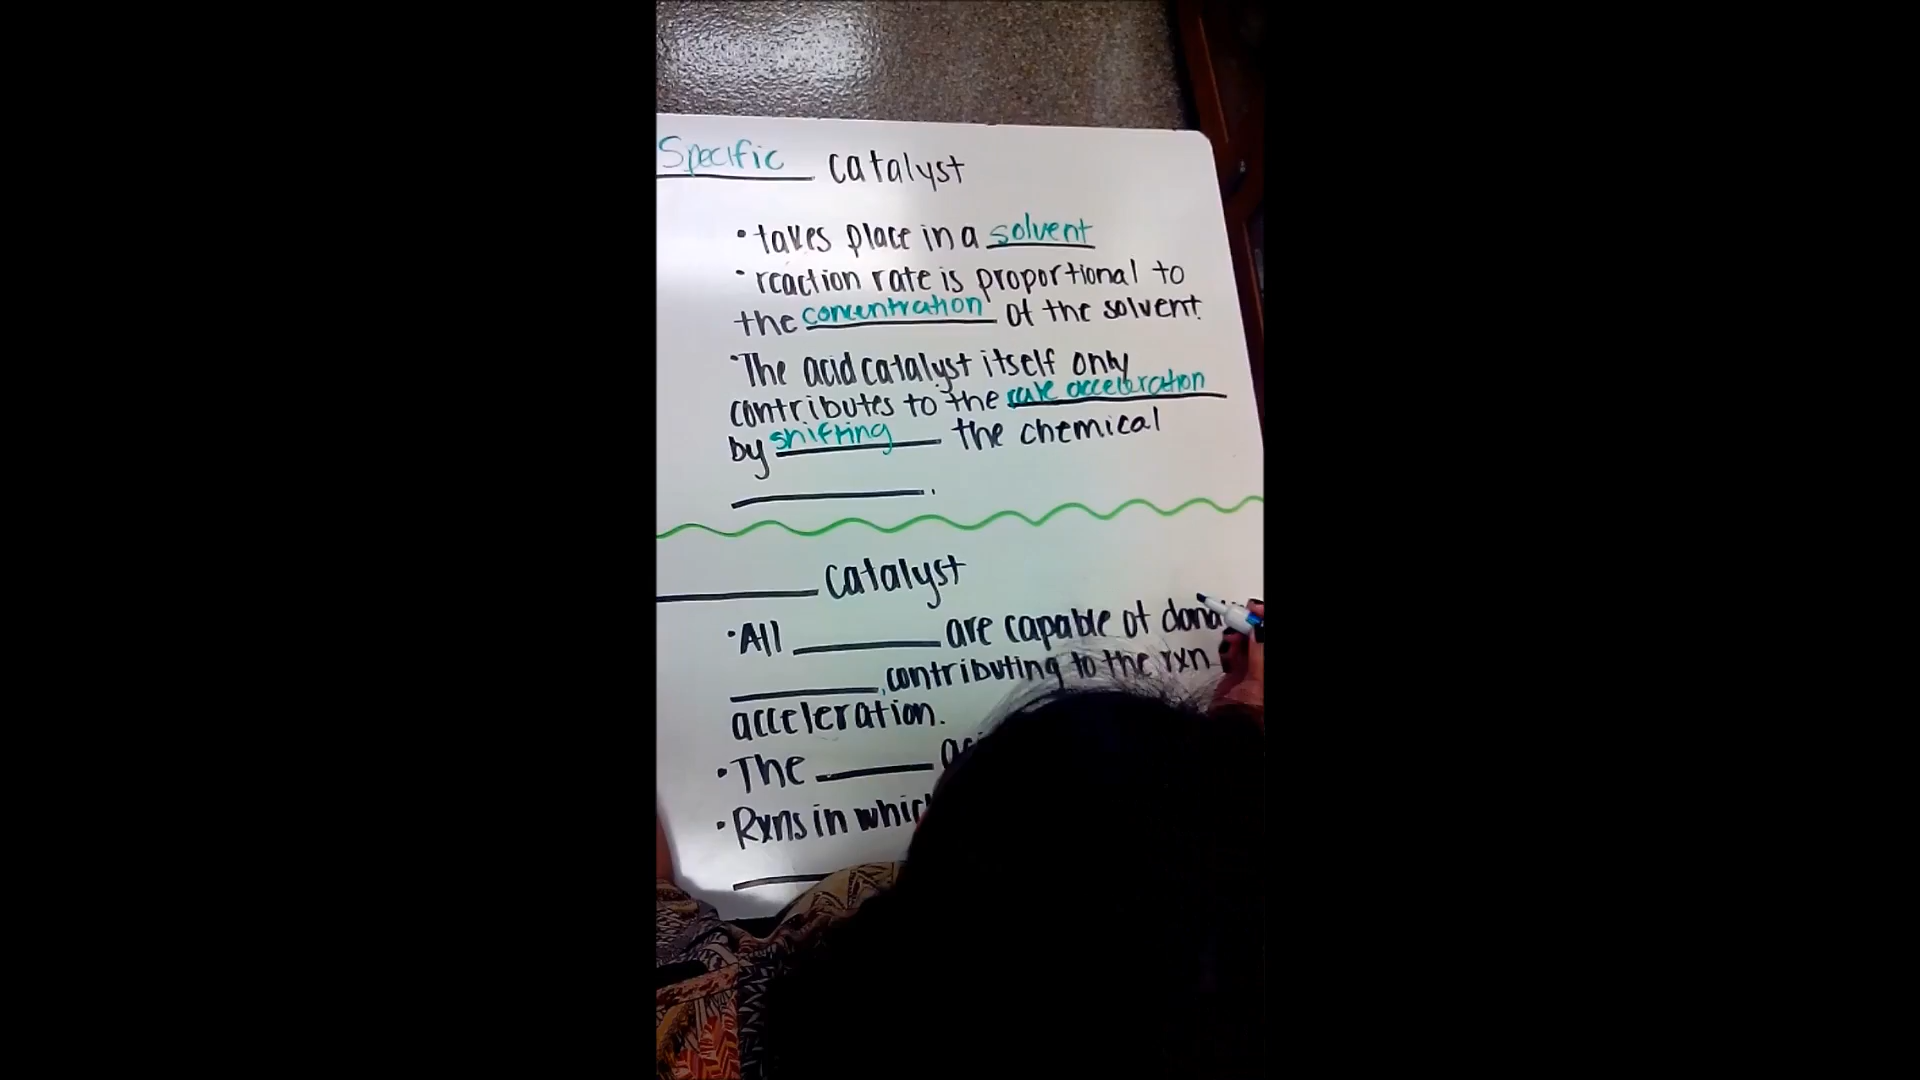 Specific catalyst
• takes place in a solvent
• reaction rate is proportional to
the concentration of the solvent.
• The acid catalyst itself only
contributes to the rate acceleration
by shifting the chemical
.
catalyst
• All are capable of
, contributing to the rxn
acceleration.
• The
• Rxns in